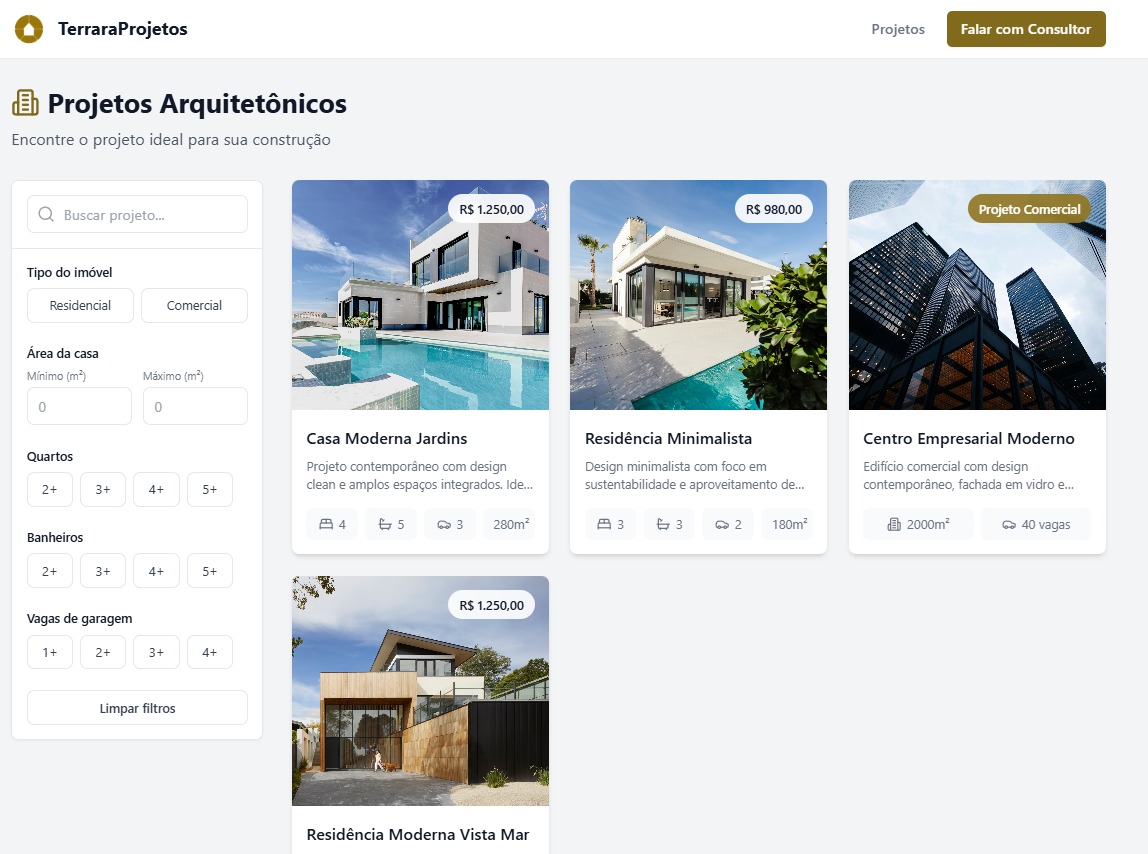 TerraraProjetos
Projetos
Falar com Consultor
Projetos Arquitetônicos
Encontre o projeto ideal para sua construção
Buscar projeto...
Tipo do imóvel
Residencial
Comercial
Área da casa
Mínimo (m²)
Máximo (m²)
0
0
Quartos
2+
3+
4+
5+
Banheiros
2+
3+
4+
5+
Vagas de garagem
1+
2+
3+
4+
Limpar filtros
R$ 1.250,00
Casa Moderna Jardins
Projeto contemporâneo com design
clean e amplos espaços integrados. Ide...
4
5
3
280m²
R$ 980,00
Residência Minimalista
Design minimalista com foco em
sustentabilidade e aproveitamento de...
3
3
2
180m²
Projeto Comercial
Centro Empresarial Moderno
Edifício comercial com design
contemporâneo, fachada em vidro e...
2000m²
40 vagas
R$ 1.250,00
Residência Moderna Vista Mar